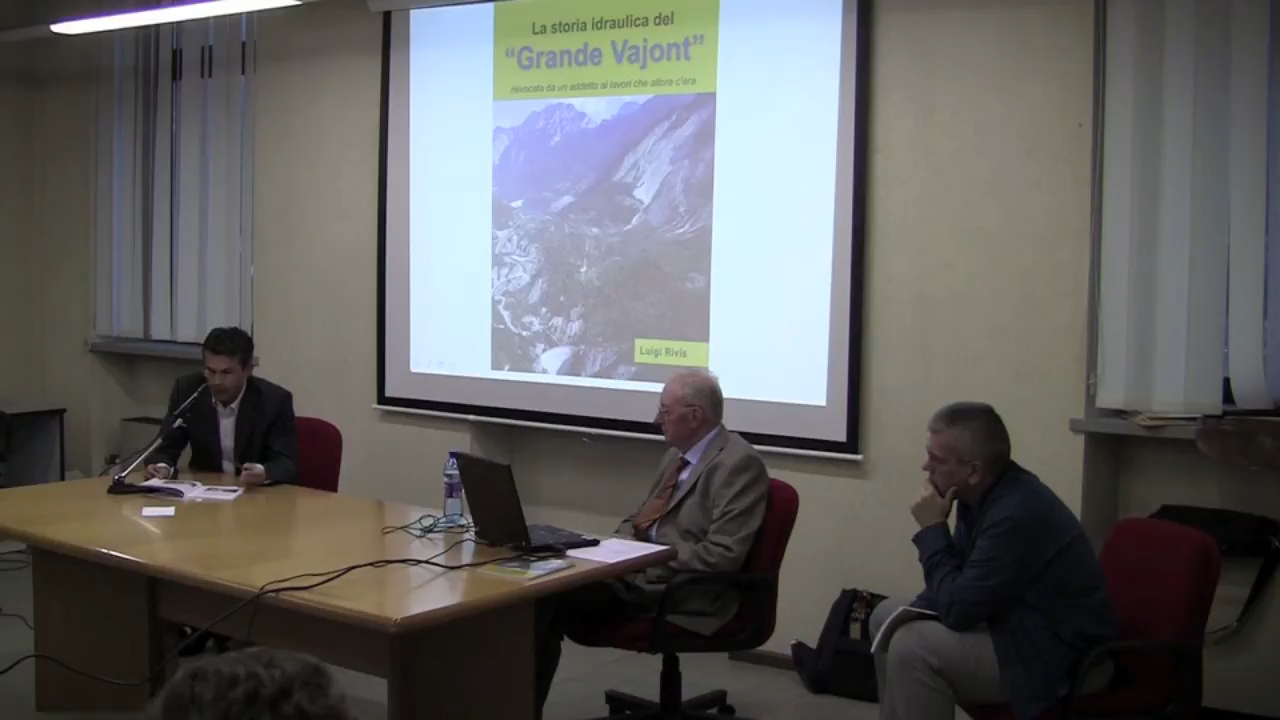 La storia idraulica del
“Grande Vajont”
rievocata da un addetto ai lavori che allora c'era
Luigi Rivis